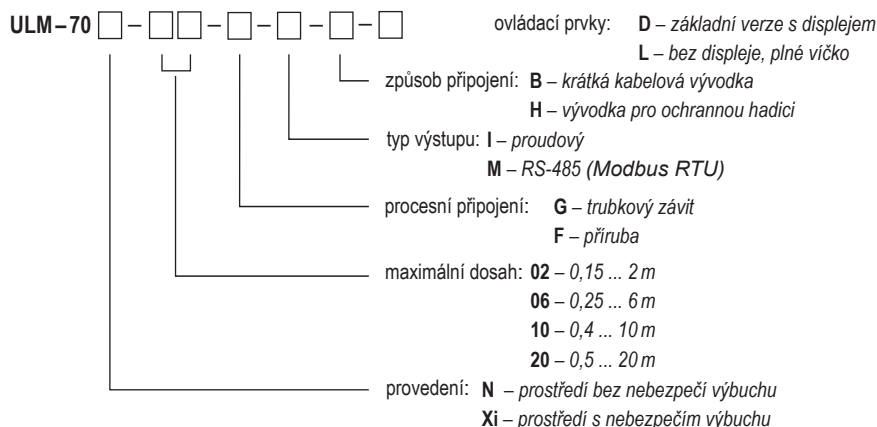 ULM–70 □ – □□ – □ – □ – □ – □ ovládací prvky: D – základní verze s displejem
L – bez displeje, plné víčko
způsob připojení: B – krátká kabelová vývodka
H – vývodka pro ochrannou hadici
typ výstupu: I – proudový
M – RS-485 (Modbus RTU)
procesní připojení: G – trubkový závit
F – příruba
maximální dosah: 02 – 0,15 ... 2 m
06 – 0,25 ... 6 m
10 – 0,4 ... 10 m
20 – 0,5 ... 20 m
provedení: N – prostředí bez nebezpečí výbuchu
Xi – prostředí s nebezpečím výbuchu